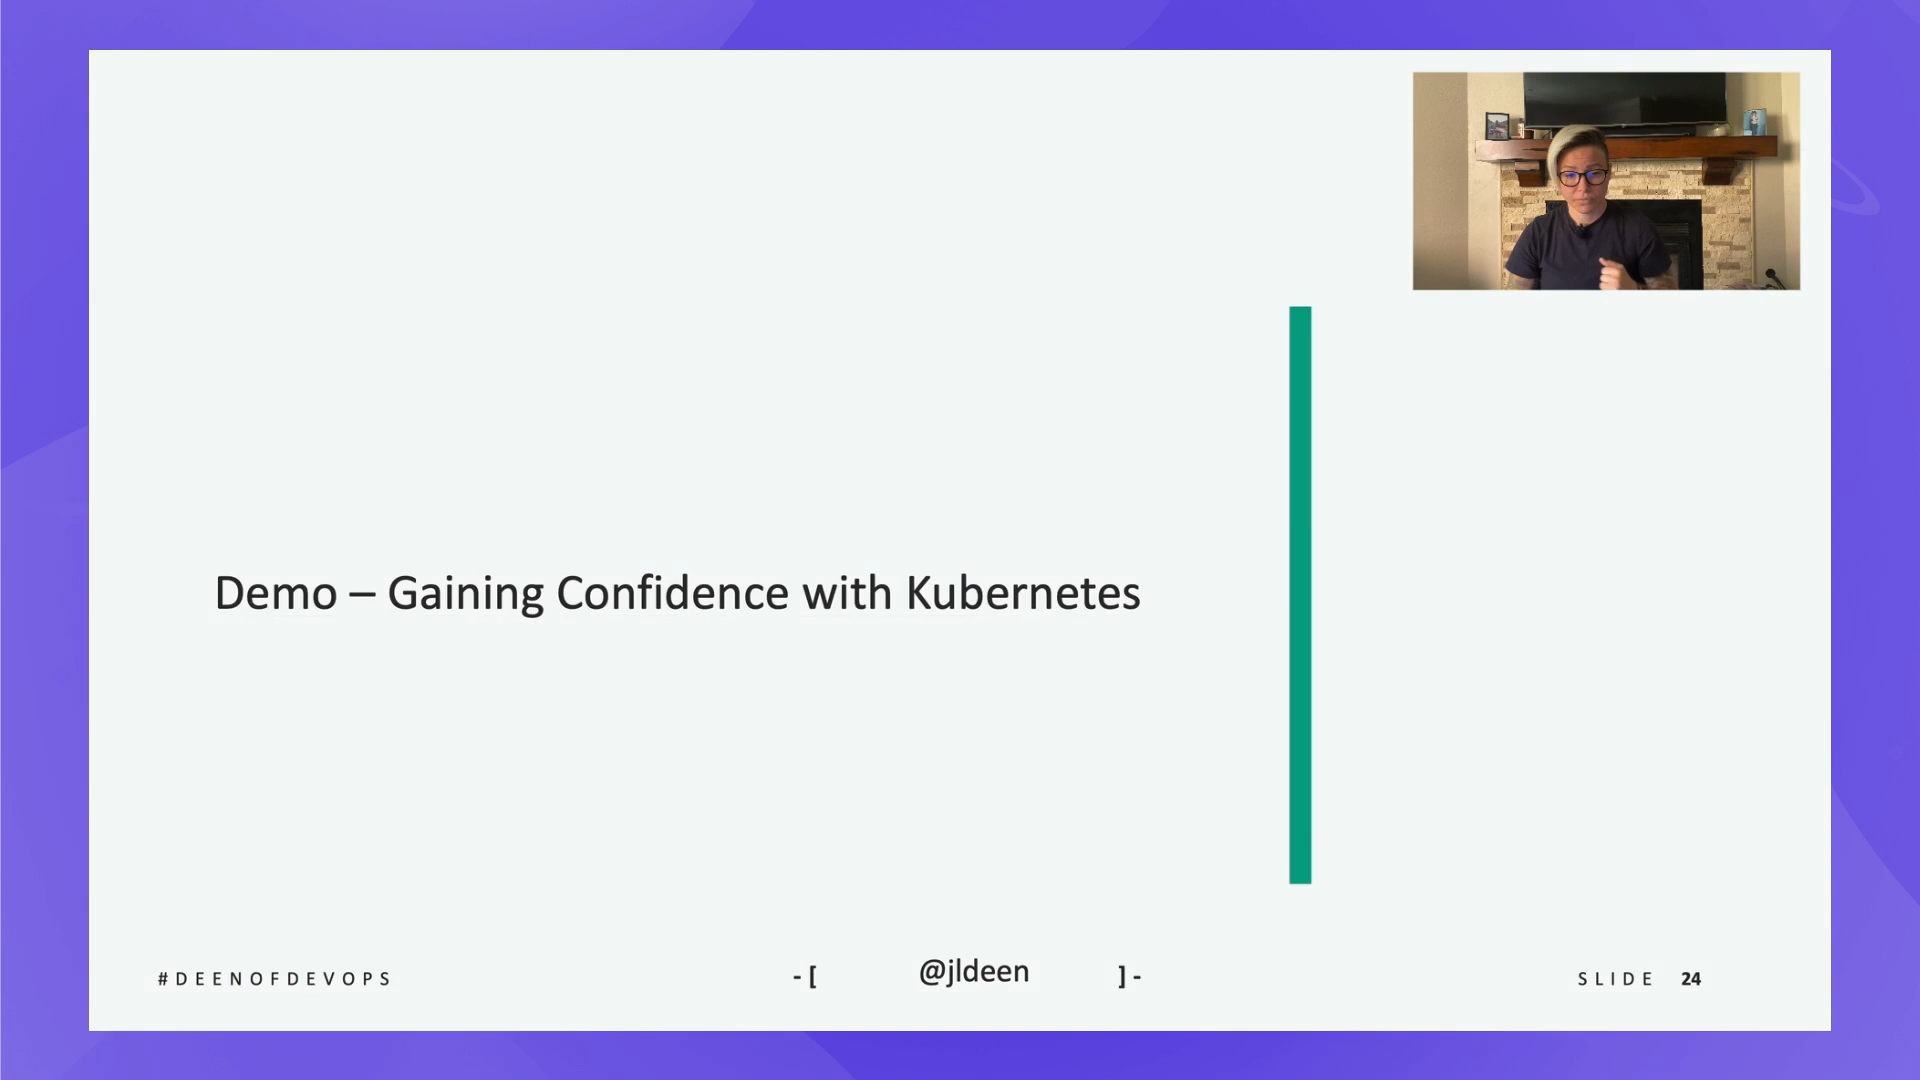 Demo – Gaining Confidence with Kubernetes
#DEENOFDEVOPS
-[ @jldeen ]-
SLIDE 24